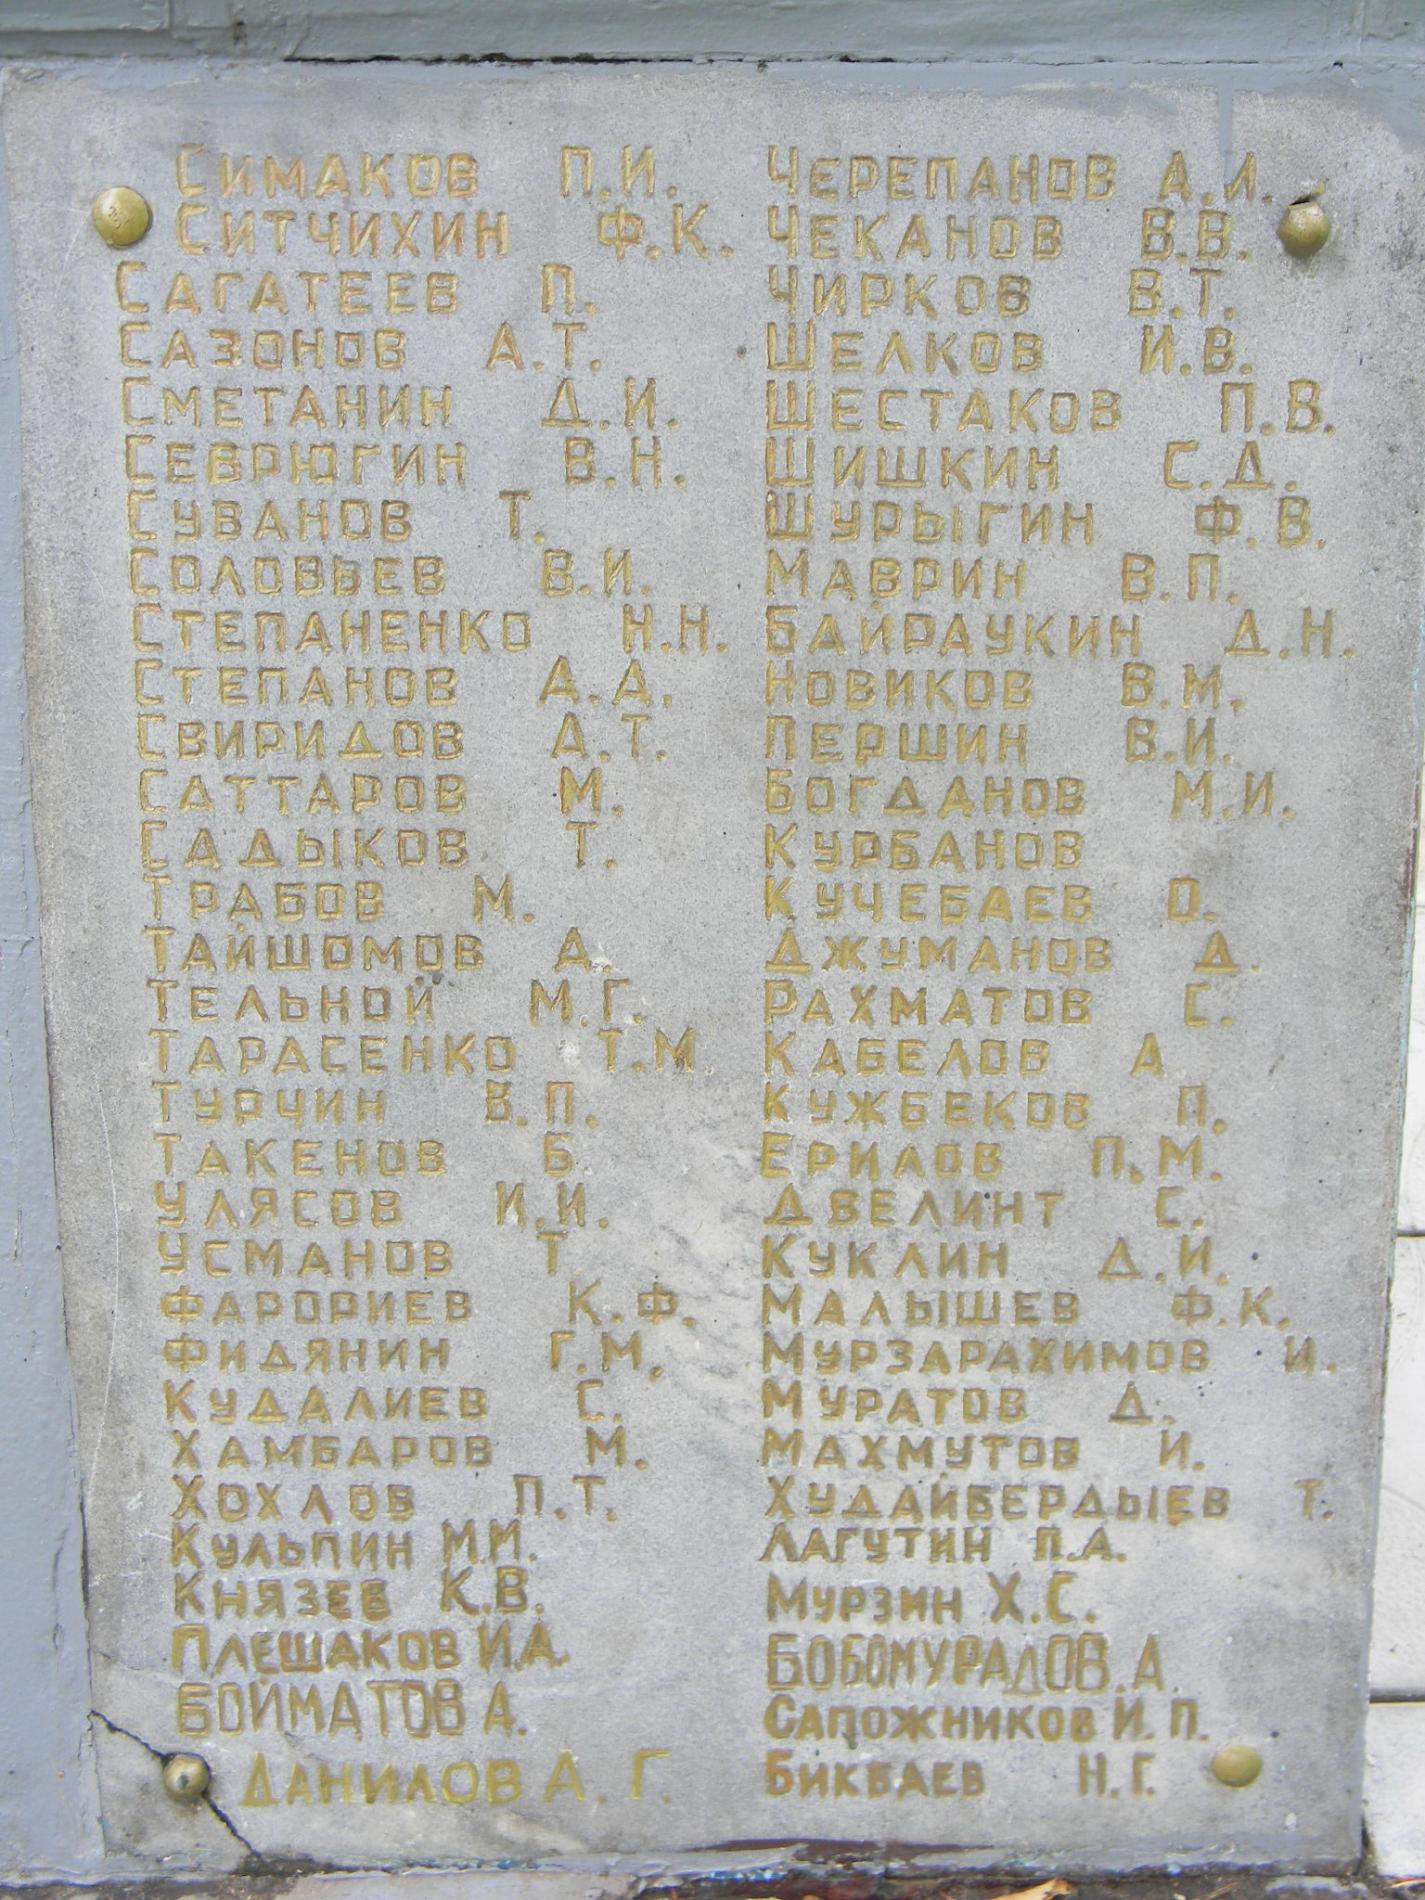 Симаков П.И.
Ситчихин Ф.К.
Сагатеев П.
Сазонов А.Т.
Сметанин Д.И.
Севрюгин В.Н.
Суванов Т.
Соловьев В.И.
Степаненко Н.Н.
Степанов А.А.
Свиридов А.Т.
Саттаров М.
Садыков Т.
Трабов М.
Тайшомов А.
Тельной М.Г.
Тарасенко Т.М.
Турчин В.П.
Такенов Б.
Улясов И.И.
Усманов Т.
Фарориев К.Ф.
Фидянин Г.М.
Кудалиев С.
Хамбаров М.
Хохлов П.Т.
Кульпин М.М.
Князев К.В.
Плешаков И.А.
Бойматов А.
Данилов А.Г.
Черепанов А.И.
Чеканов В.В.
Чирков В.Т.
Шелков И.В.
Шестаков П.В.
Шишкин С.Д.
Шурыгин Ф.В.
Маврин В.П.
Байраукин Д.Н.
Новиков В.М.
Першин В.И.
Богданов М.И.
Курбанов
Кучебаев О.
Джуманов Д.
Рахматов С.
Кабелов А
Кужбеков П.
Ерилов П.М.
Двелинт С.
Куклин Д.И.
Малышев Ф.К.
Мурзарахимов И.
Муратов Д.
Махмутов И.
Худайбердыев Т.
Лагутин П.А.
Мурзин Х.С.
Бобомурадов А.
Сапожников И.П.
Бикбаев Н.Г.